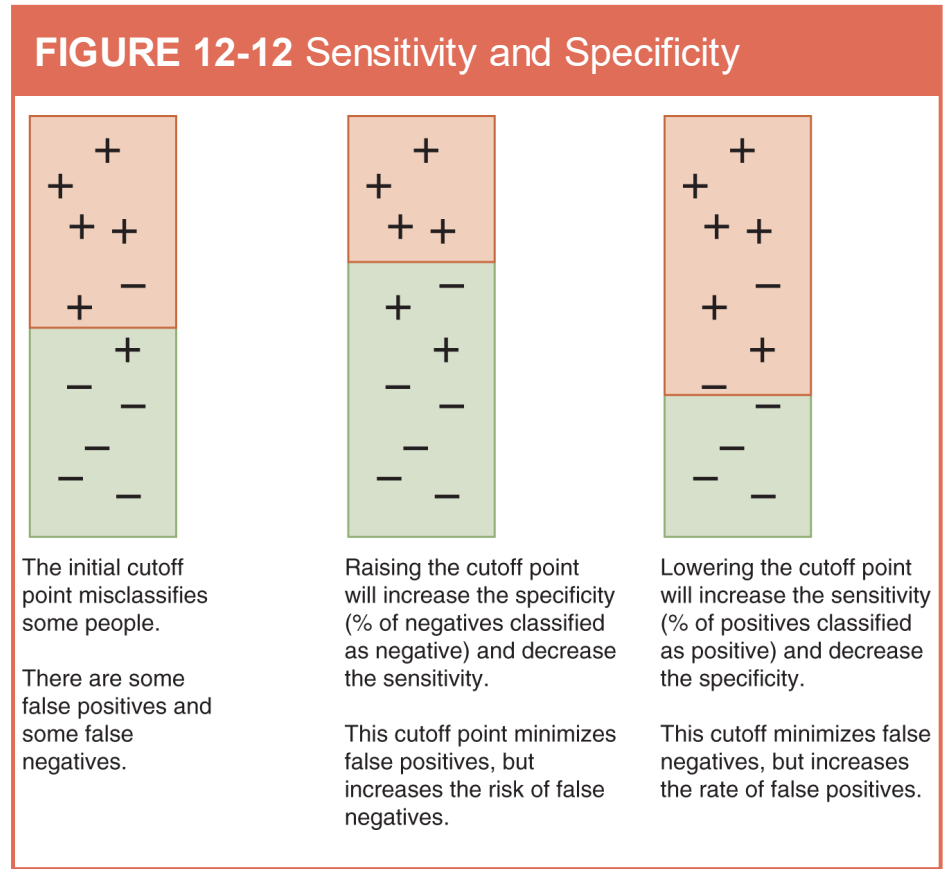 FIGURE 12-12 Sensitivity and Specificity
The initial cutoff
point misclassifies
some people.
There are some
false positives and
some false
negatives.
Raising the cutoff point
will increase the specificity
(% of negatives classified
as negative) and decrease
the sensitivity.
This cutoff point minimizes
false positives, but
increases the risk of false
negatives.
Lowering the cutoff point
will increase the sensitivity
(% of positives classified
as positive) and decrease
the specificity.
This cutoff minimizes false
negatives, but increases
the rate of false positives.